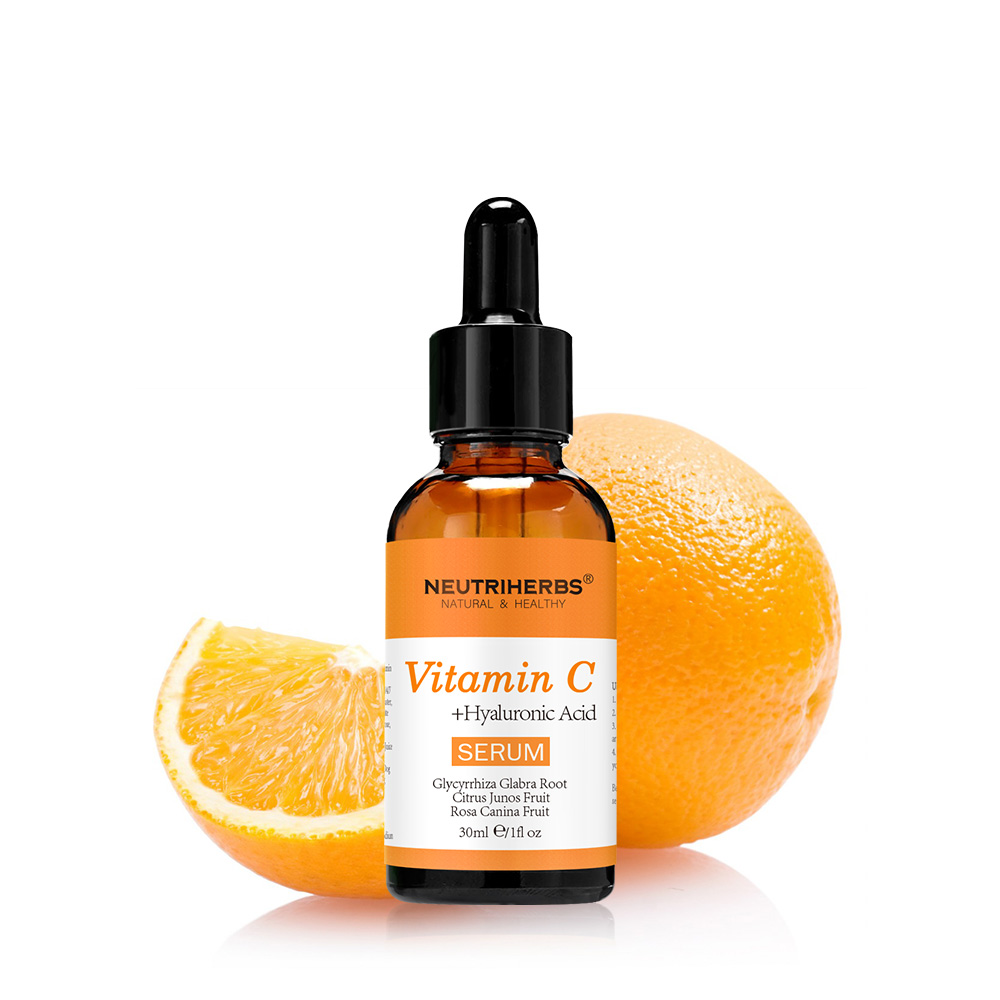 NEUTRIHERBS®
NATURAL & HEALTHY
Vitamin C
+Hyaluronic Acid
SERUM
Glycyrrhiza Glabra Root
Citrus Junos Fruit
Rosa Canina Fruit
30ml ℮/1fl oz